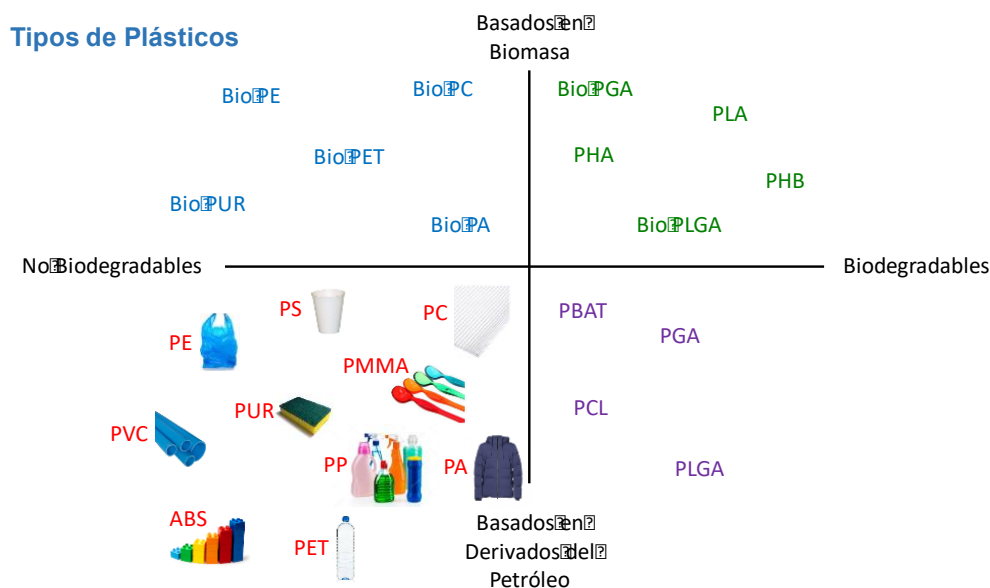 Tipos de Plásticos
Basados en
Biomasa
Bio PE
Bio PC
Bio PGA
PLA
Bio PET
PHA
PHB
Bio PUR
Bio PA
Bio PLGA
No Biodegradables
Biodegradables
PS
PC
PBAT
PE
PGA
PMMA
PUR
PCL
PVC
PP
PA
PLGA
ABS
PET
Basados en
Derivados del
Petróleo